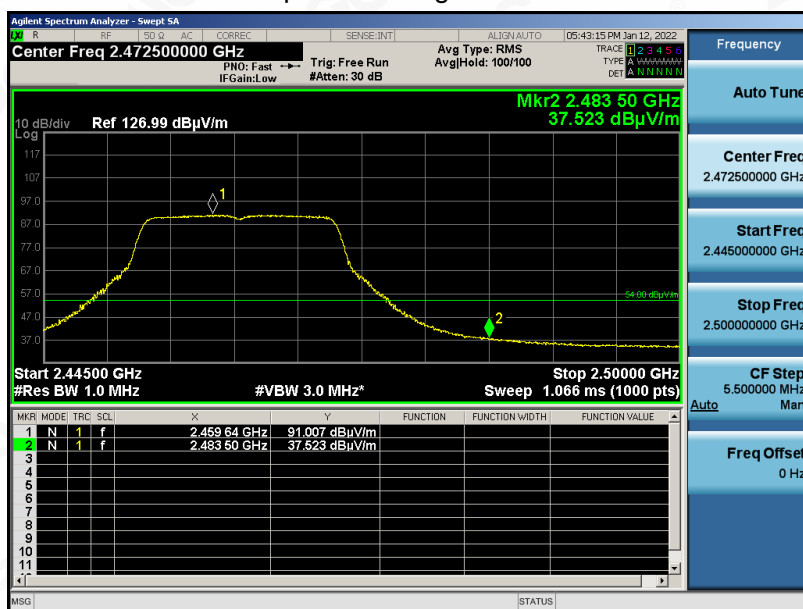 Agilent Spectrum Analyzer - Swept SA
LXI R RF 50 Ω AC CORREC SENSE:INT ALIGN AUTO 05:43:15 PM Jan 12, 2022
Center Freq 2.472500000 GHz
PNO: Fast
IFGain:Low
Trig: Free Run
#Atten: 30 dB
Avg Type: RMS
Avg|Hold: 100/100
TRACE 1 2 3 4 5 6
TYPE A WWWWW
DET A N N N N N
Mkr2 2.483 50 GHz
37.523 dBµV/m
10 dB/div Ref 126.99 dBµV/m
Log
117
107
97.0
87.0
77.0
67.0
57.0
47.0
37.0
1
2
54.00 dBµV/m
Start 2.44500 GHz Stop 2.50000 GHz
#Res BW 1.0 MHz #VBW 3.0 MHz* Sweep 1.066 ms (1000 pts)
MKR MODE TRC SCL X Y FUNCTION FUNCTION WIDTH FUNCTION VALUE
1 N 1 f 2.459 64 GHz 91.007 dBµV/m
2 N 1 f 2.483 50 GHz 37.523 dBµV/m
3
4
5
6
7
8
9
10
11
MSG STATUS
Frequency
Auto Tune
Center Freq
2.472500000 GHz
Start Freq
2.445000000 GHz
Stop Freq
2.500000000 GHz
CF Step
5.500000 MHz
Auto Man
Freq Offset
0 Hz